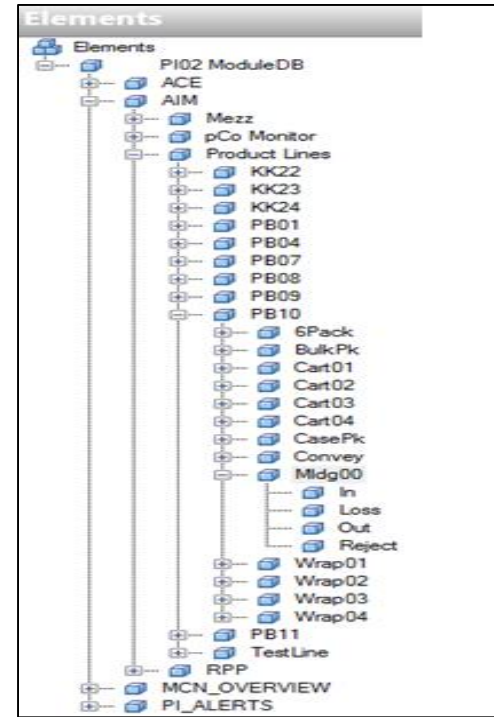 Elements
Elements
PI02 ModuleDB
ACE
AIM
Mezz
pCo Monitor
Product Lines
KK22
KK23
KK24
PB01
PB04
PB07
PB08
PB09
PB10
6Pack
BulkPk
Cart01
Cart02
Cart03
Cart04
CasePk
Convey
Mldg00
In
Loss
Out
Reject
Wrap01
Wrap02
Wrap03
Wrap04
PB11
TestLine
RPP
MCN_OVERVIEW
PI_ALERTS